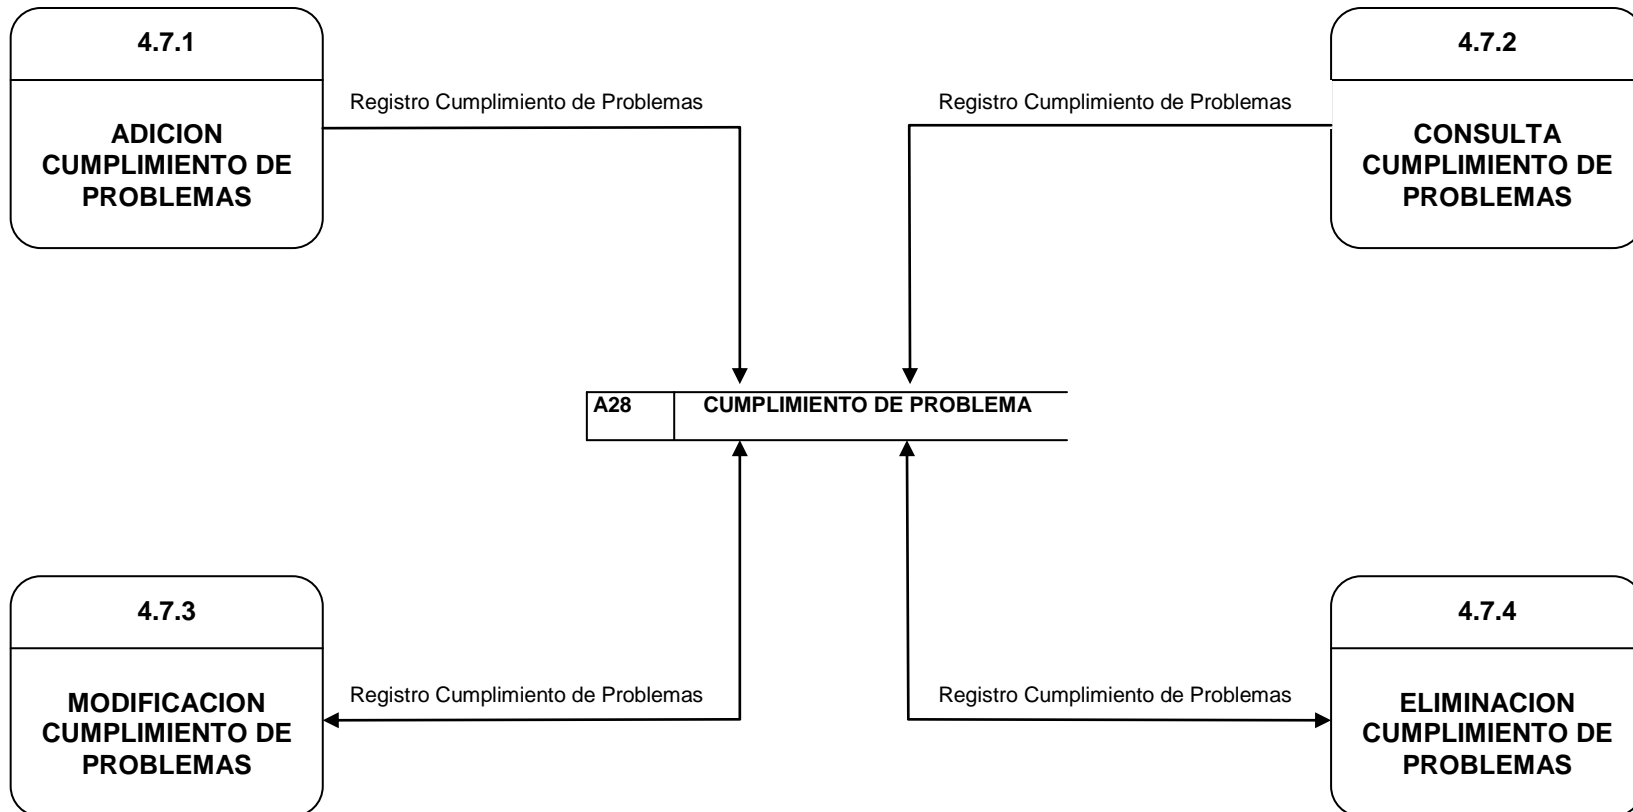 4.7.1
ADICION
CUMPLIMIENTO DE
PROBLEMAS
Registro Cumplimiento de Problemas
Registro Cumplimiento de Problemas
4.7.2
CONSULTA
CUMPLIMIENTO DE
PROBLEMAS
A28
CUMPLIMIENTO DE PROBLEMA
4.7.3
MODIFICACION
CUMPLIMIENTO DE
PROBLEMAS
Registro Cumplimiento de Problemas
Registro Cumplimiento de Problemas
4.7.4
ELIMINACION
CUMPLIMIENTO DE
PROBLEMAS